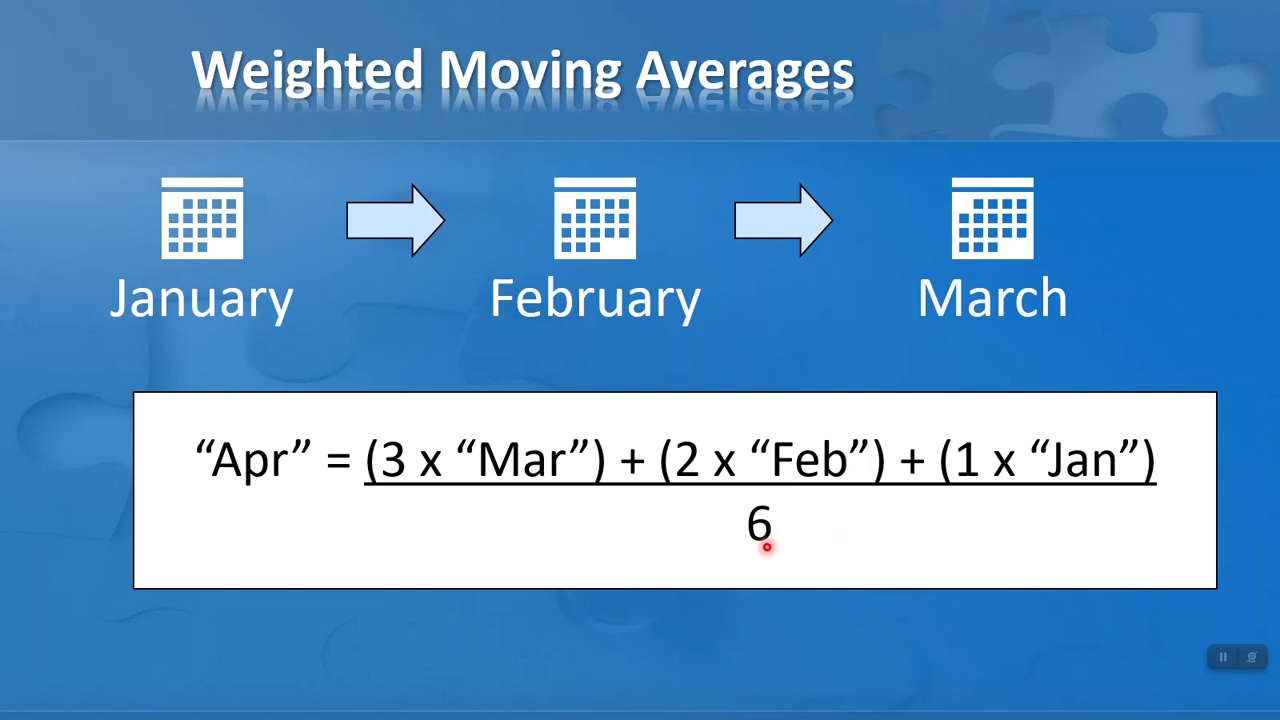 Weighted Moving Averages
January
February
March
“Apr” = (3 x “Mar”) + (2 x “Feb”) + (1 x “Jan”)
6